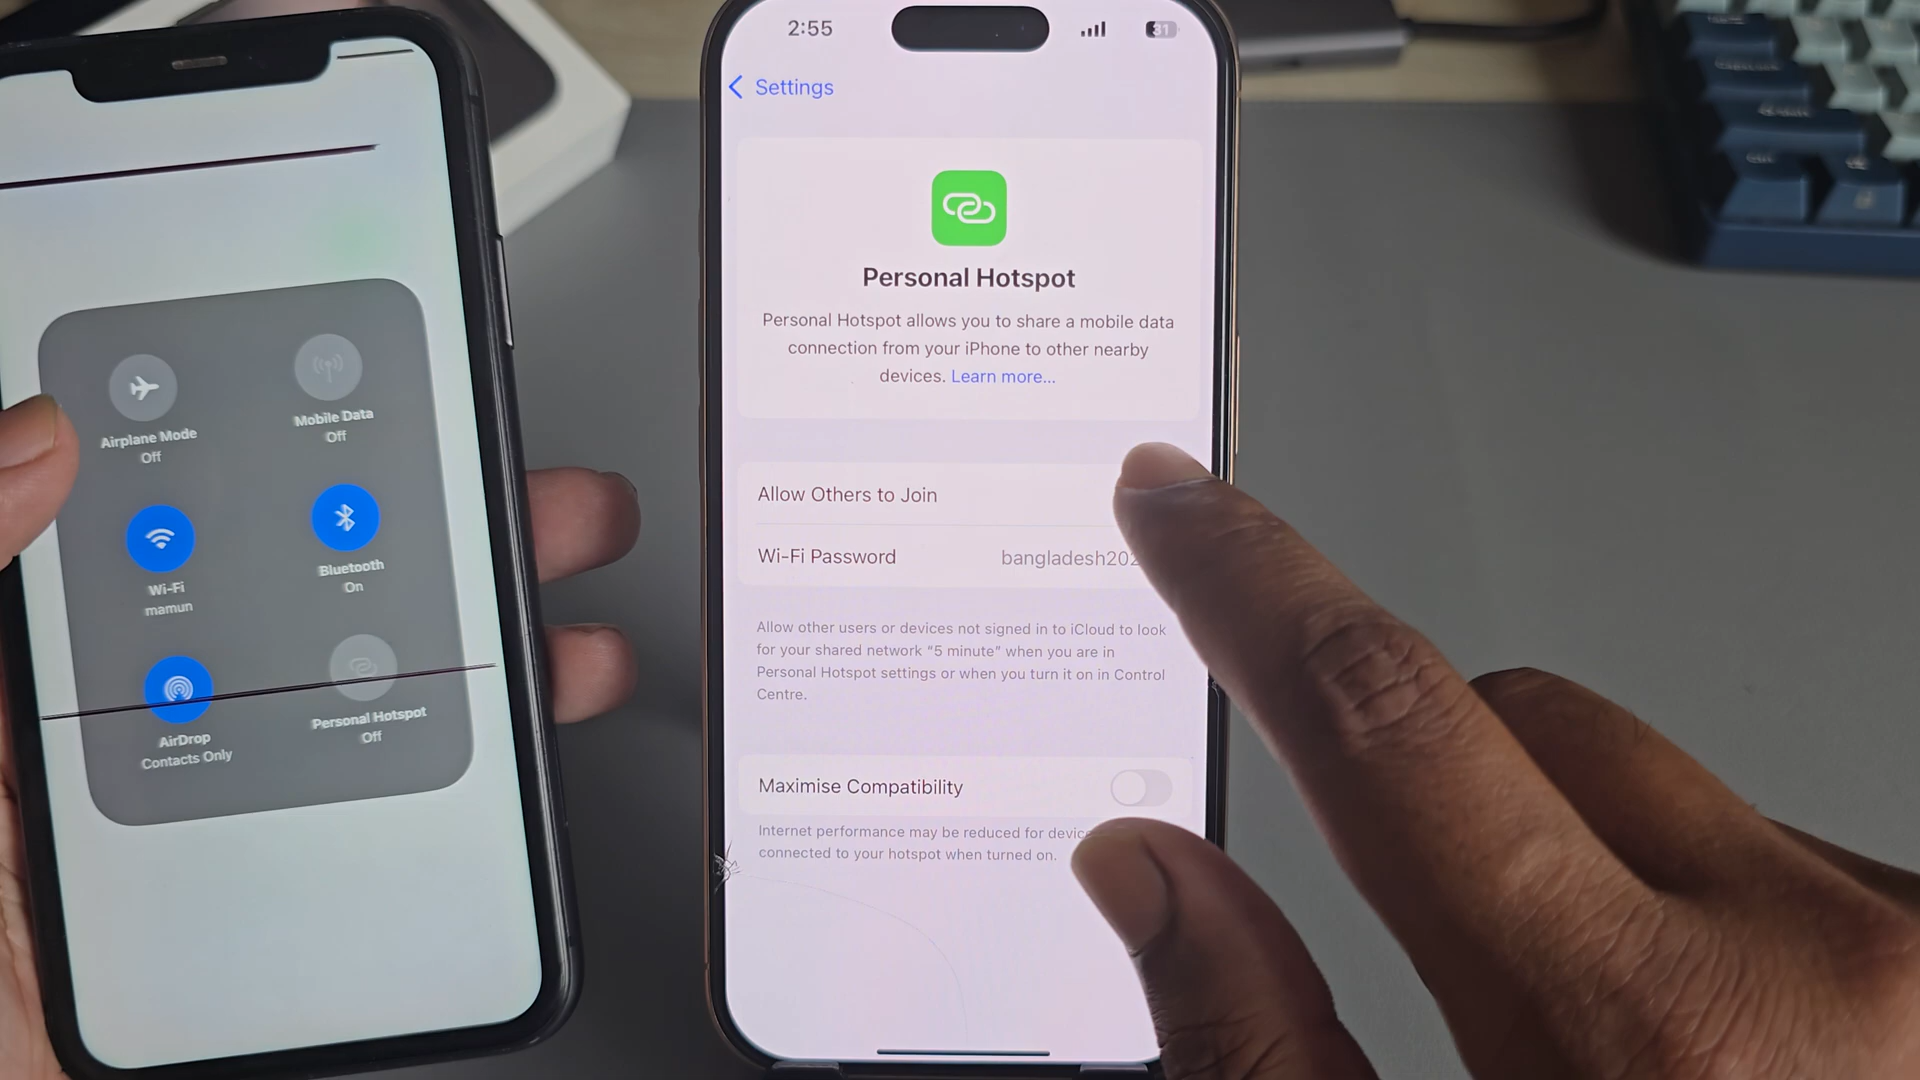 Airplane Mode
Off
Mobile Data
Off
Wi-Fi
mamun
Bluetooth
On
AirDrop
Contacts Only
Personal Hotspot
Off
2:55
31
Settings
Personal Hotspot
Personal Hotspot allows you to share a mobile data
connection from your iPhone to other nearby
devices. Learn more...
Allow Others to Join
Wi-Fi Password
bangladesh202
Allow other users or devices not signed in to iCloud to look
for your shared network “5 minute” when you are in
Personal Hotspot settings or when you turn it on in Control
Centre.
Maximise Compatibility
Internet performance may be reduced for device
connected to your hotspot when turned on.